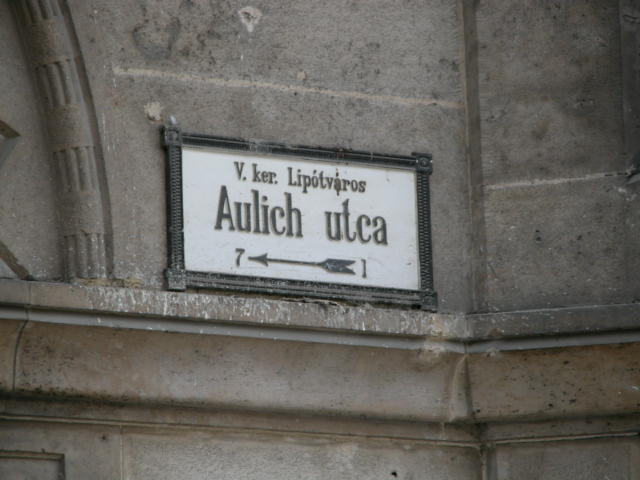 V. ker. Lipótváros
Aulich utca
7 1